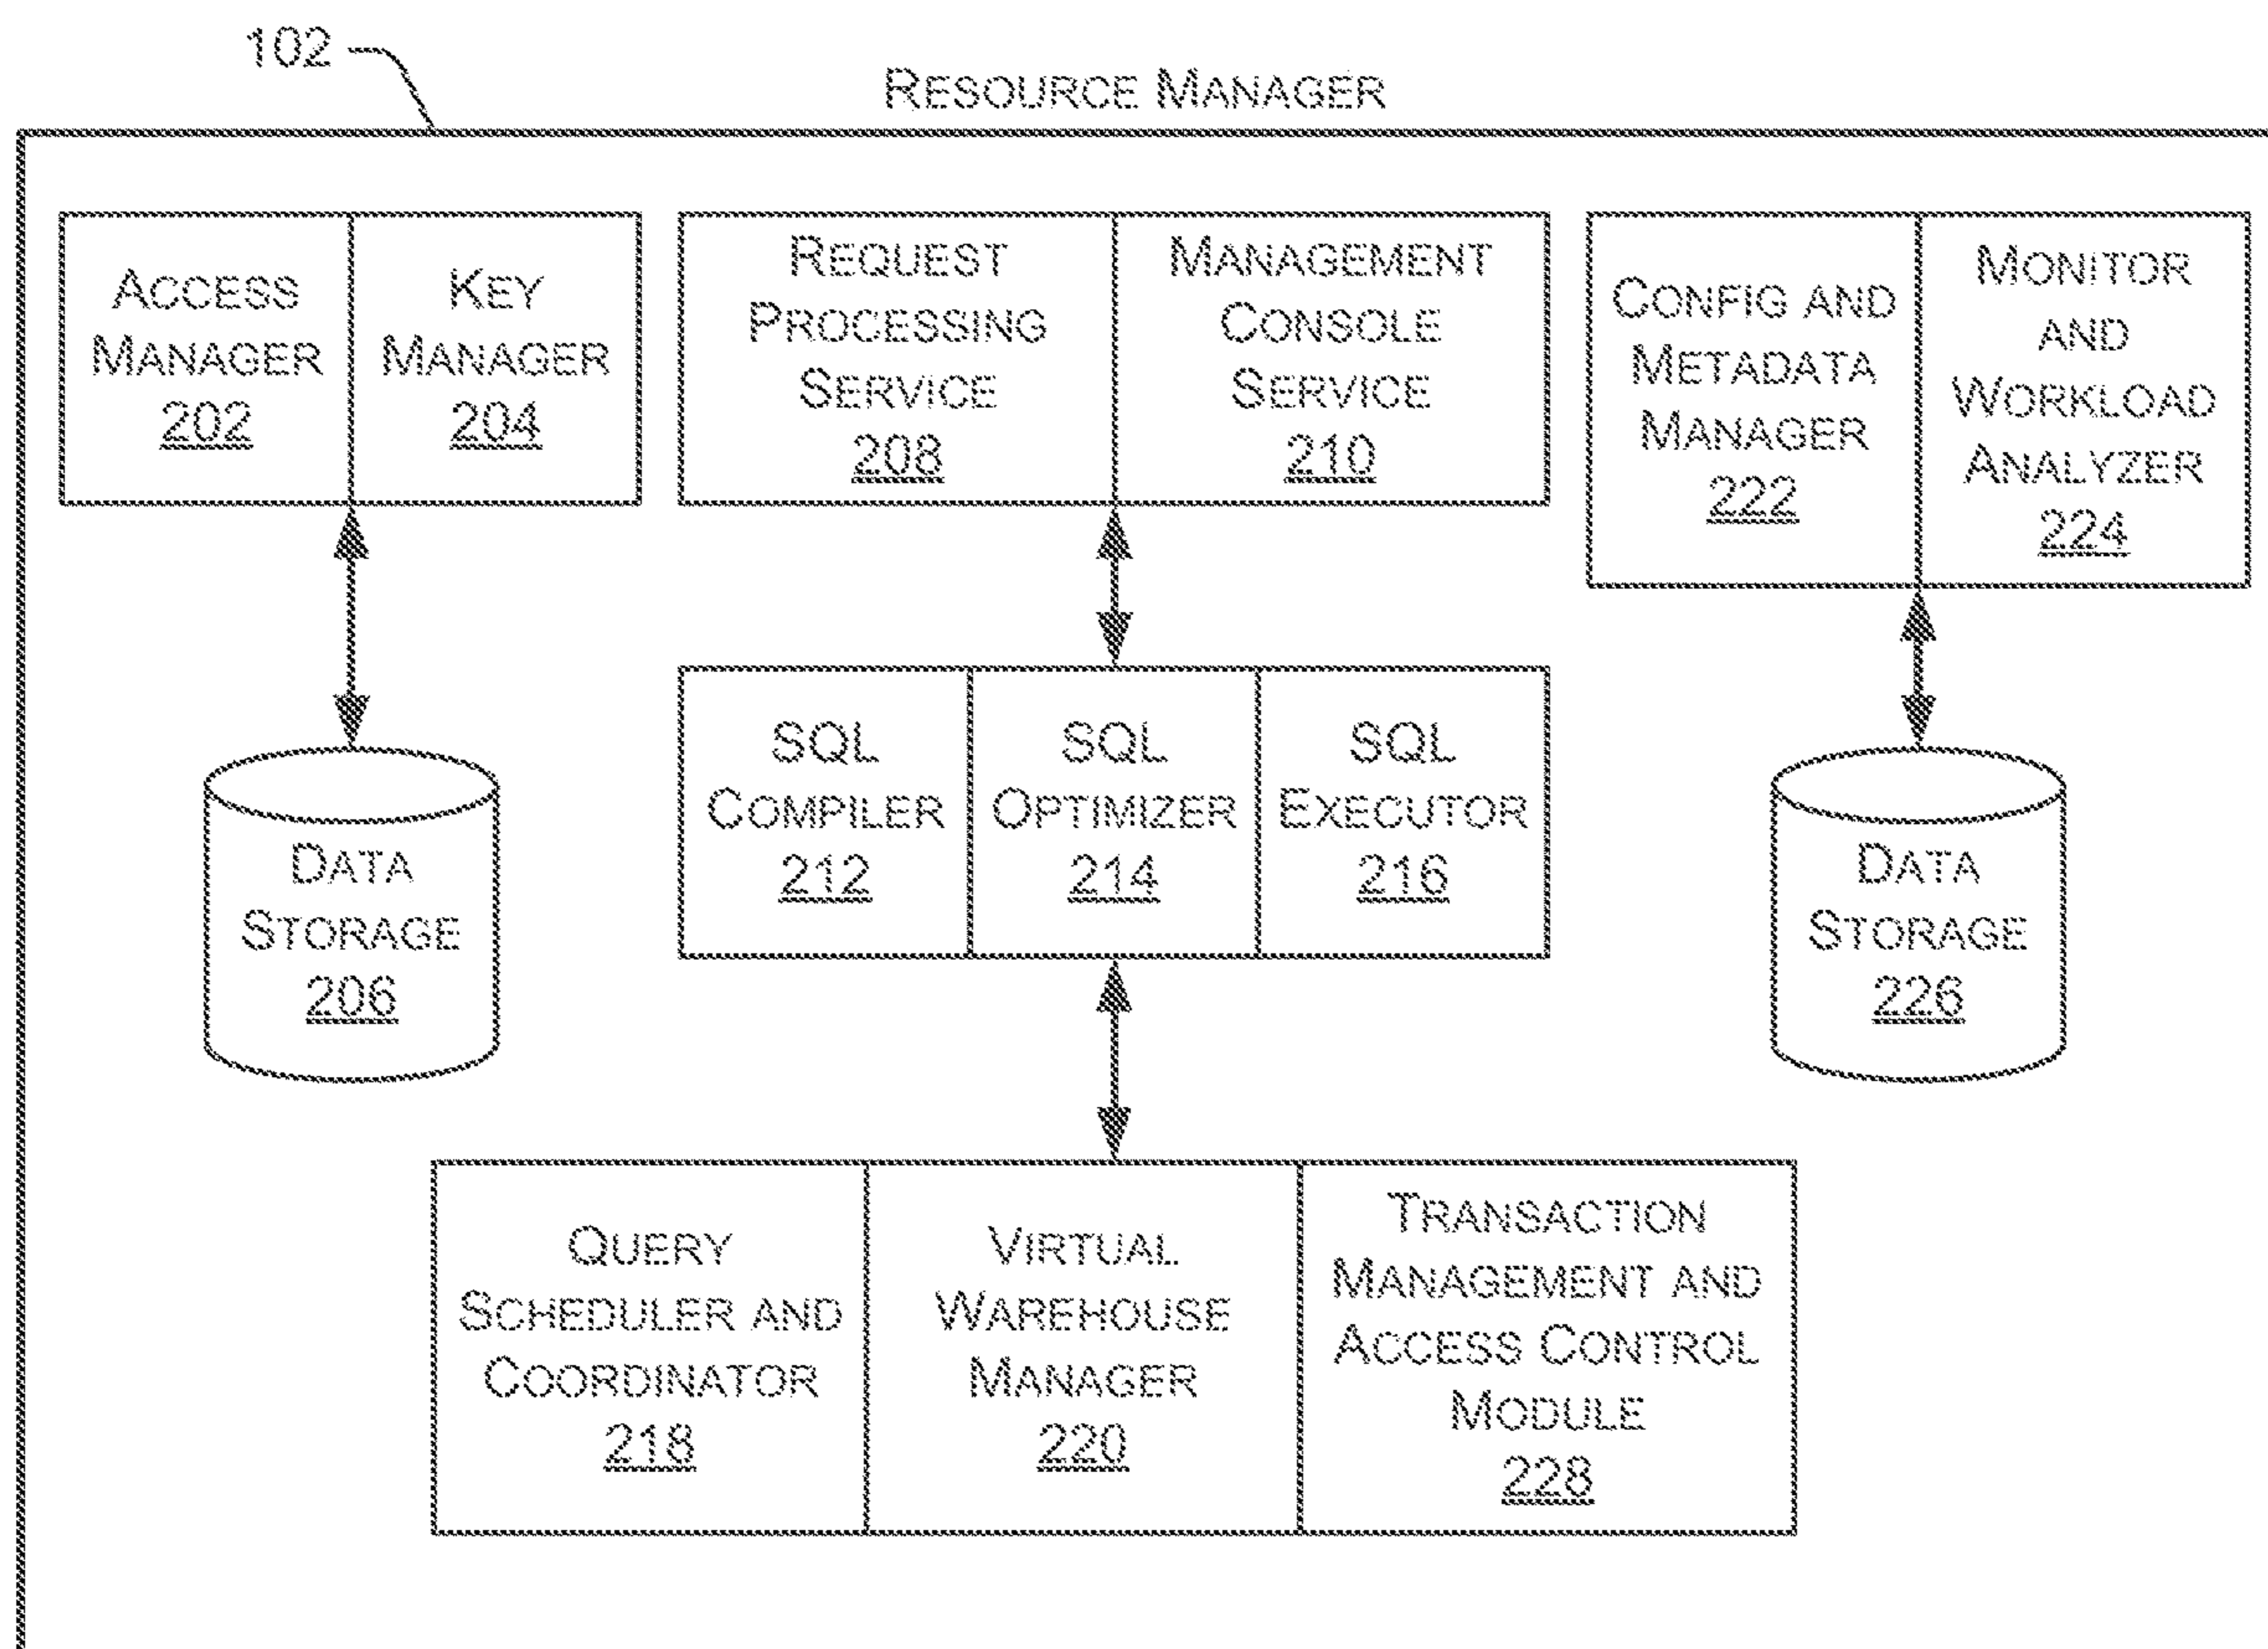 102
RESOURCE MANAGER
ACCESS
MANAGER
202
KEY
MANAGER
204
REQUEST
PROCESSING
SERVICE
208
MANAGEMENT
CONSOLE
SERVICE
210
CONFIG AND
METADATA
MANAGER
222
MONITOR
AND
WORKLOAD
ANALYZER
224
DATA
STORAGE
206
SQL
COMPILER
212
SQL
OPTIMIZER
214
SQL
EXECUTOR
216
DATA
STORAGE
226
QUERY
SCHEDULER AND
COORDINATOR
218
VIRTUAL
WAREHOUSE
MANAGER
220
TRANSACTION
MANAGEMENT AND
ACCESS CONTROL
MODULE
228